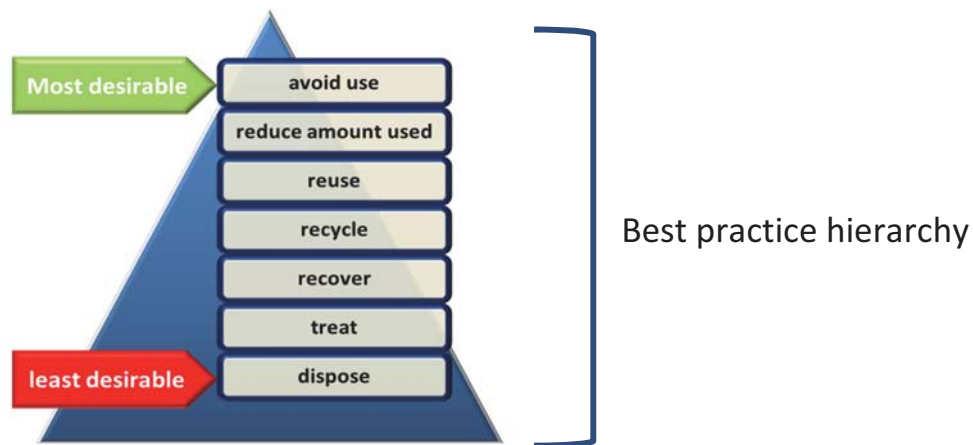 Most desirable
avoid use
reduce amount used
reuse
recycle
Best practice hierarchy
recover
treat
least desirable
dispose